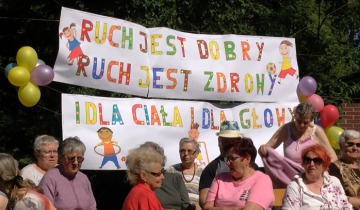 RUCH JEST DOBRY
RUCH JEST ZDROWY
I DLA CIAŁA I DLA GŁOWY